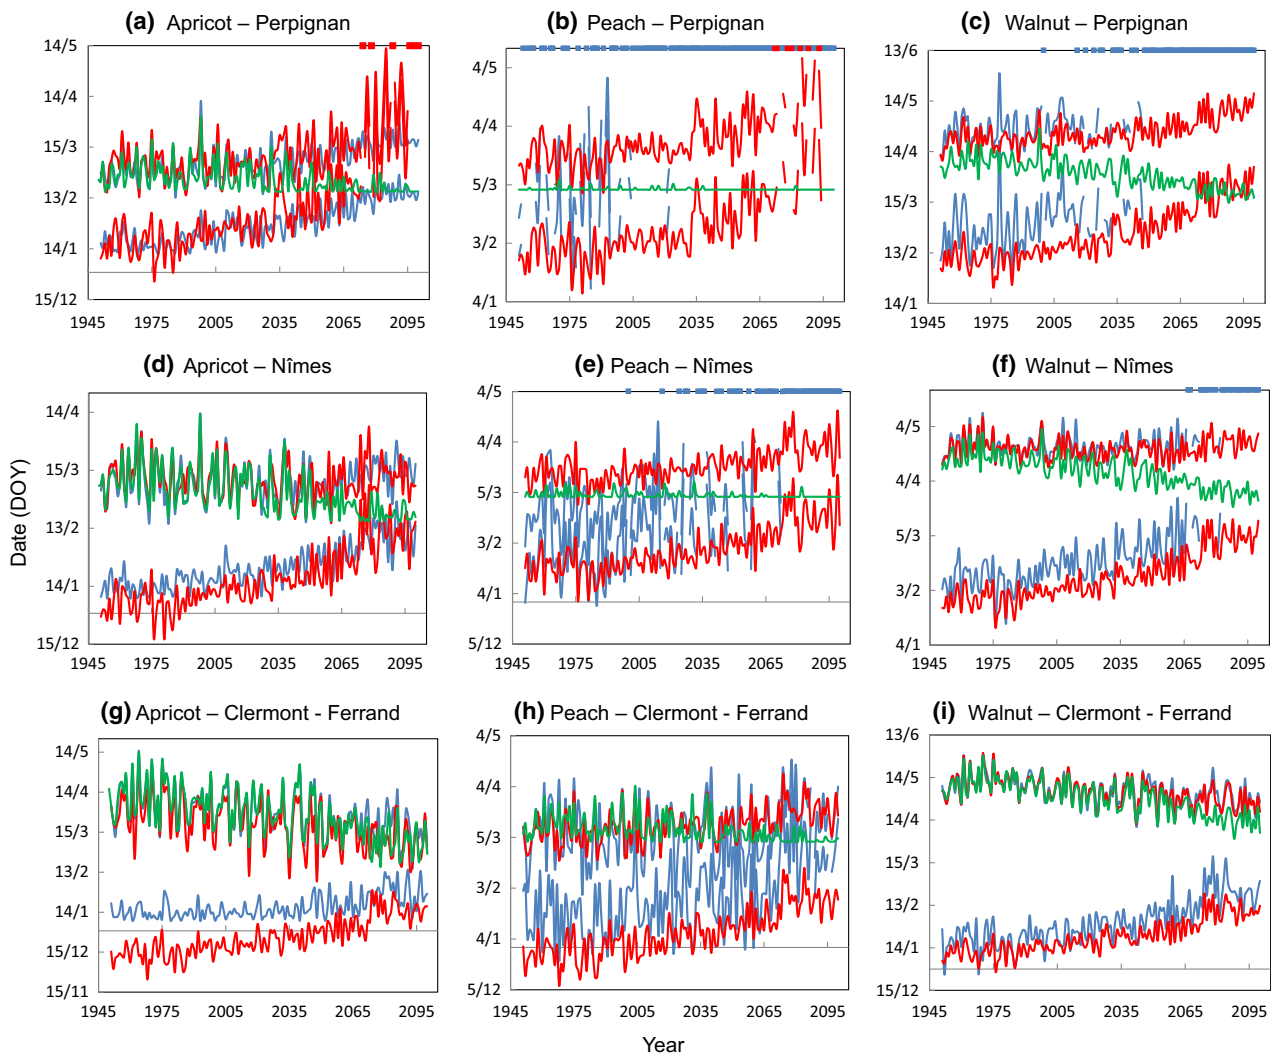 (a) Apricot – Perpignan
(b) Peach – Perpignan
(c) Walnut – Perpignan
14/5
14/4
15/3
13/2
14/1
15/12
1945 1975 2005 2035 2065 2095
4/5
4/4
5/3
3/2
4/1
1945 1975 2005 2035 2065 2095
13/6
14/5
14/4
15/3
13/2
14/1
1945 1975 2005 2035 2065 2095
(d) Apricot – Nîmes
(e) Peach – Nîmes
(f) Walnut – Nîmes
Date (DOY)
14/4
15/3
13/2
14/1
15/12
1945 1975 2005 2035 2065 2095
4/5
4/4
5/3
3/2
4/1
5/12
1945 1975 2005 2035 2065 2095
4/5
4/4
5/3
3/2
4/1
1945 1975 2005 2035 2065 2095
(g) Apricot – Clermont - Ferrand
(h) Peach – Clermont - Ferrand
(i) Walnut – Clermont - Ferrand
14/5
14/4
15/3
13/2
14/1
15/12
15/11
1945 1975 2005 2035 2065 2095
4/5
4/4
5/3
3/2
4/1
5/12
1945 1975 2005 2035 2065 2095
13/6
14/5
14/4
15/3
13/2
14/1
15/12
1945 1975 2005 2035 2065 2095
Year